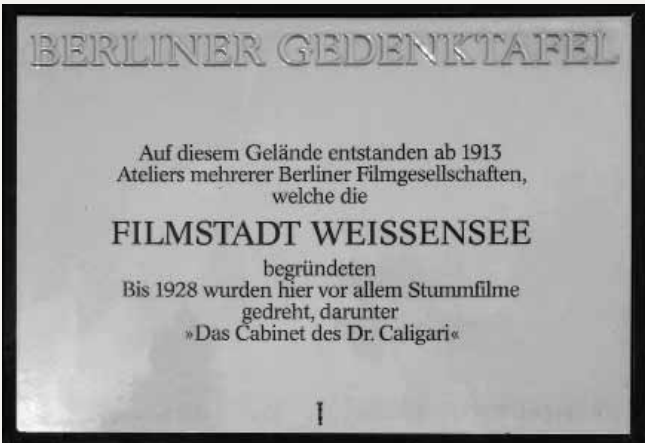 BERLINER GEDENKTAFEL
Auf diesem Gelände entstanden ab 1913
Ateliers mehrerer Berliner Filmgesellschaften,
welche die
FILMSTADT WEISSENSEE
begründeten
Bis 1928 wurden hier vor allem Stummfilme
gedreht, darunter
»Das Cabinet des Dr. Caligari«